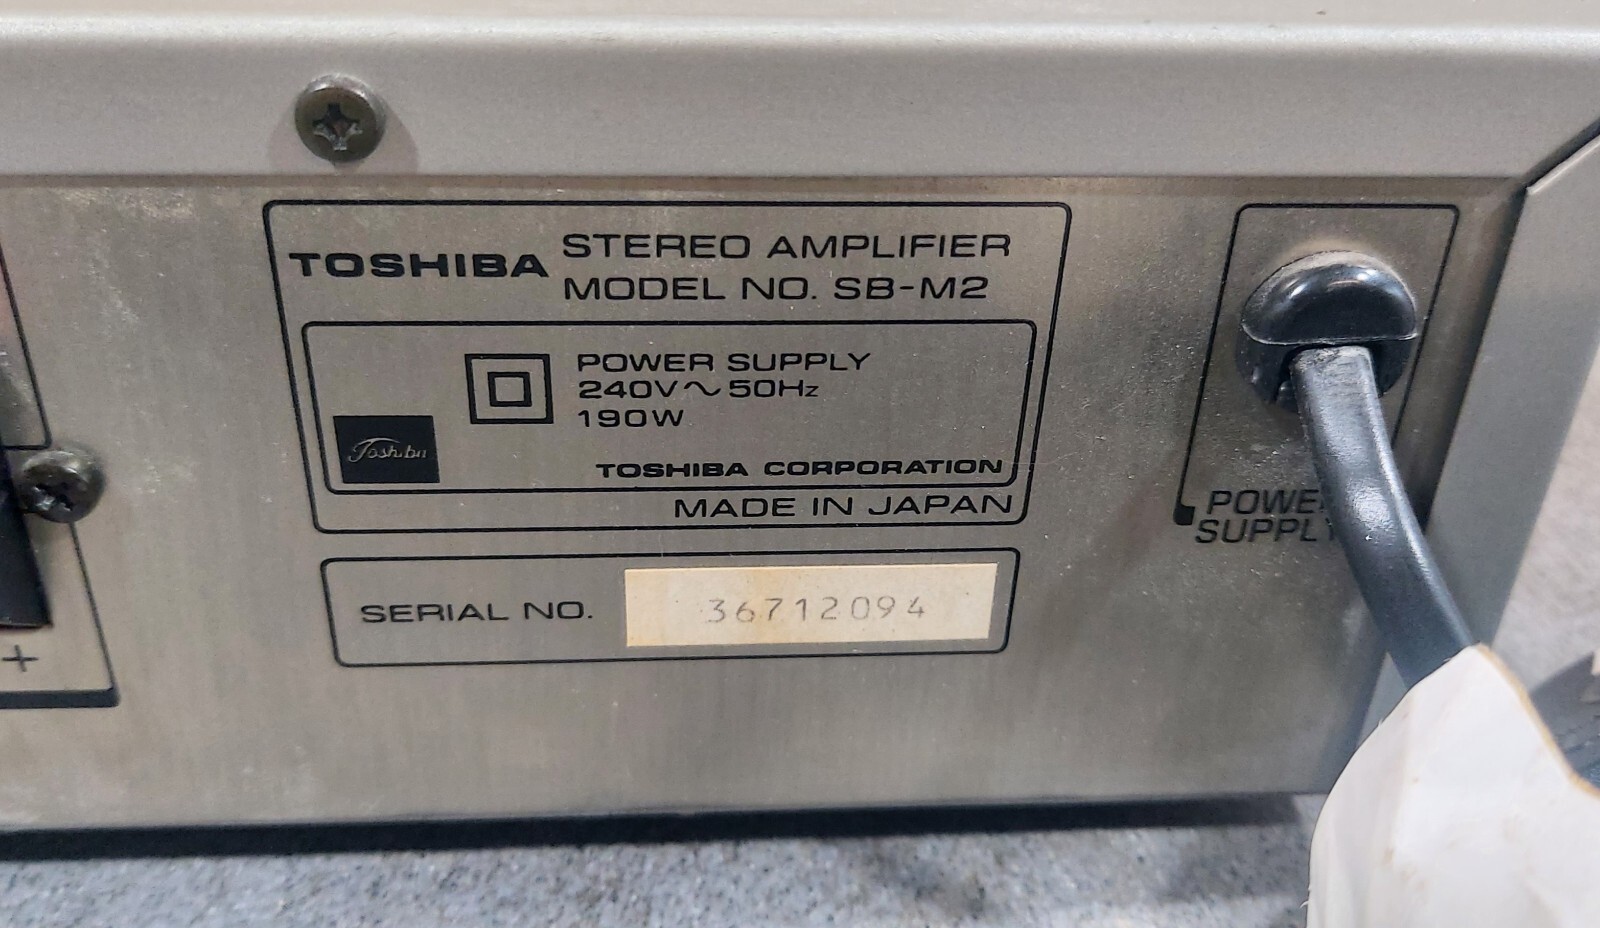 TOSHIBA STEREO AMPLIFIER
MODEL NO. SB-M2
POWER SUPPLY
240V～50Hz
190W
Toshiba
TOSHIBA CORPORATION
MADE IN JAPAN
SERIAL NO. 36712094
POWER
SUPPLY
+